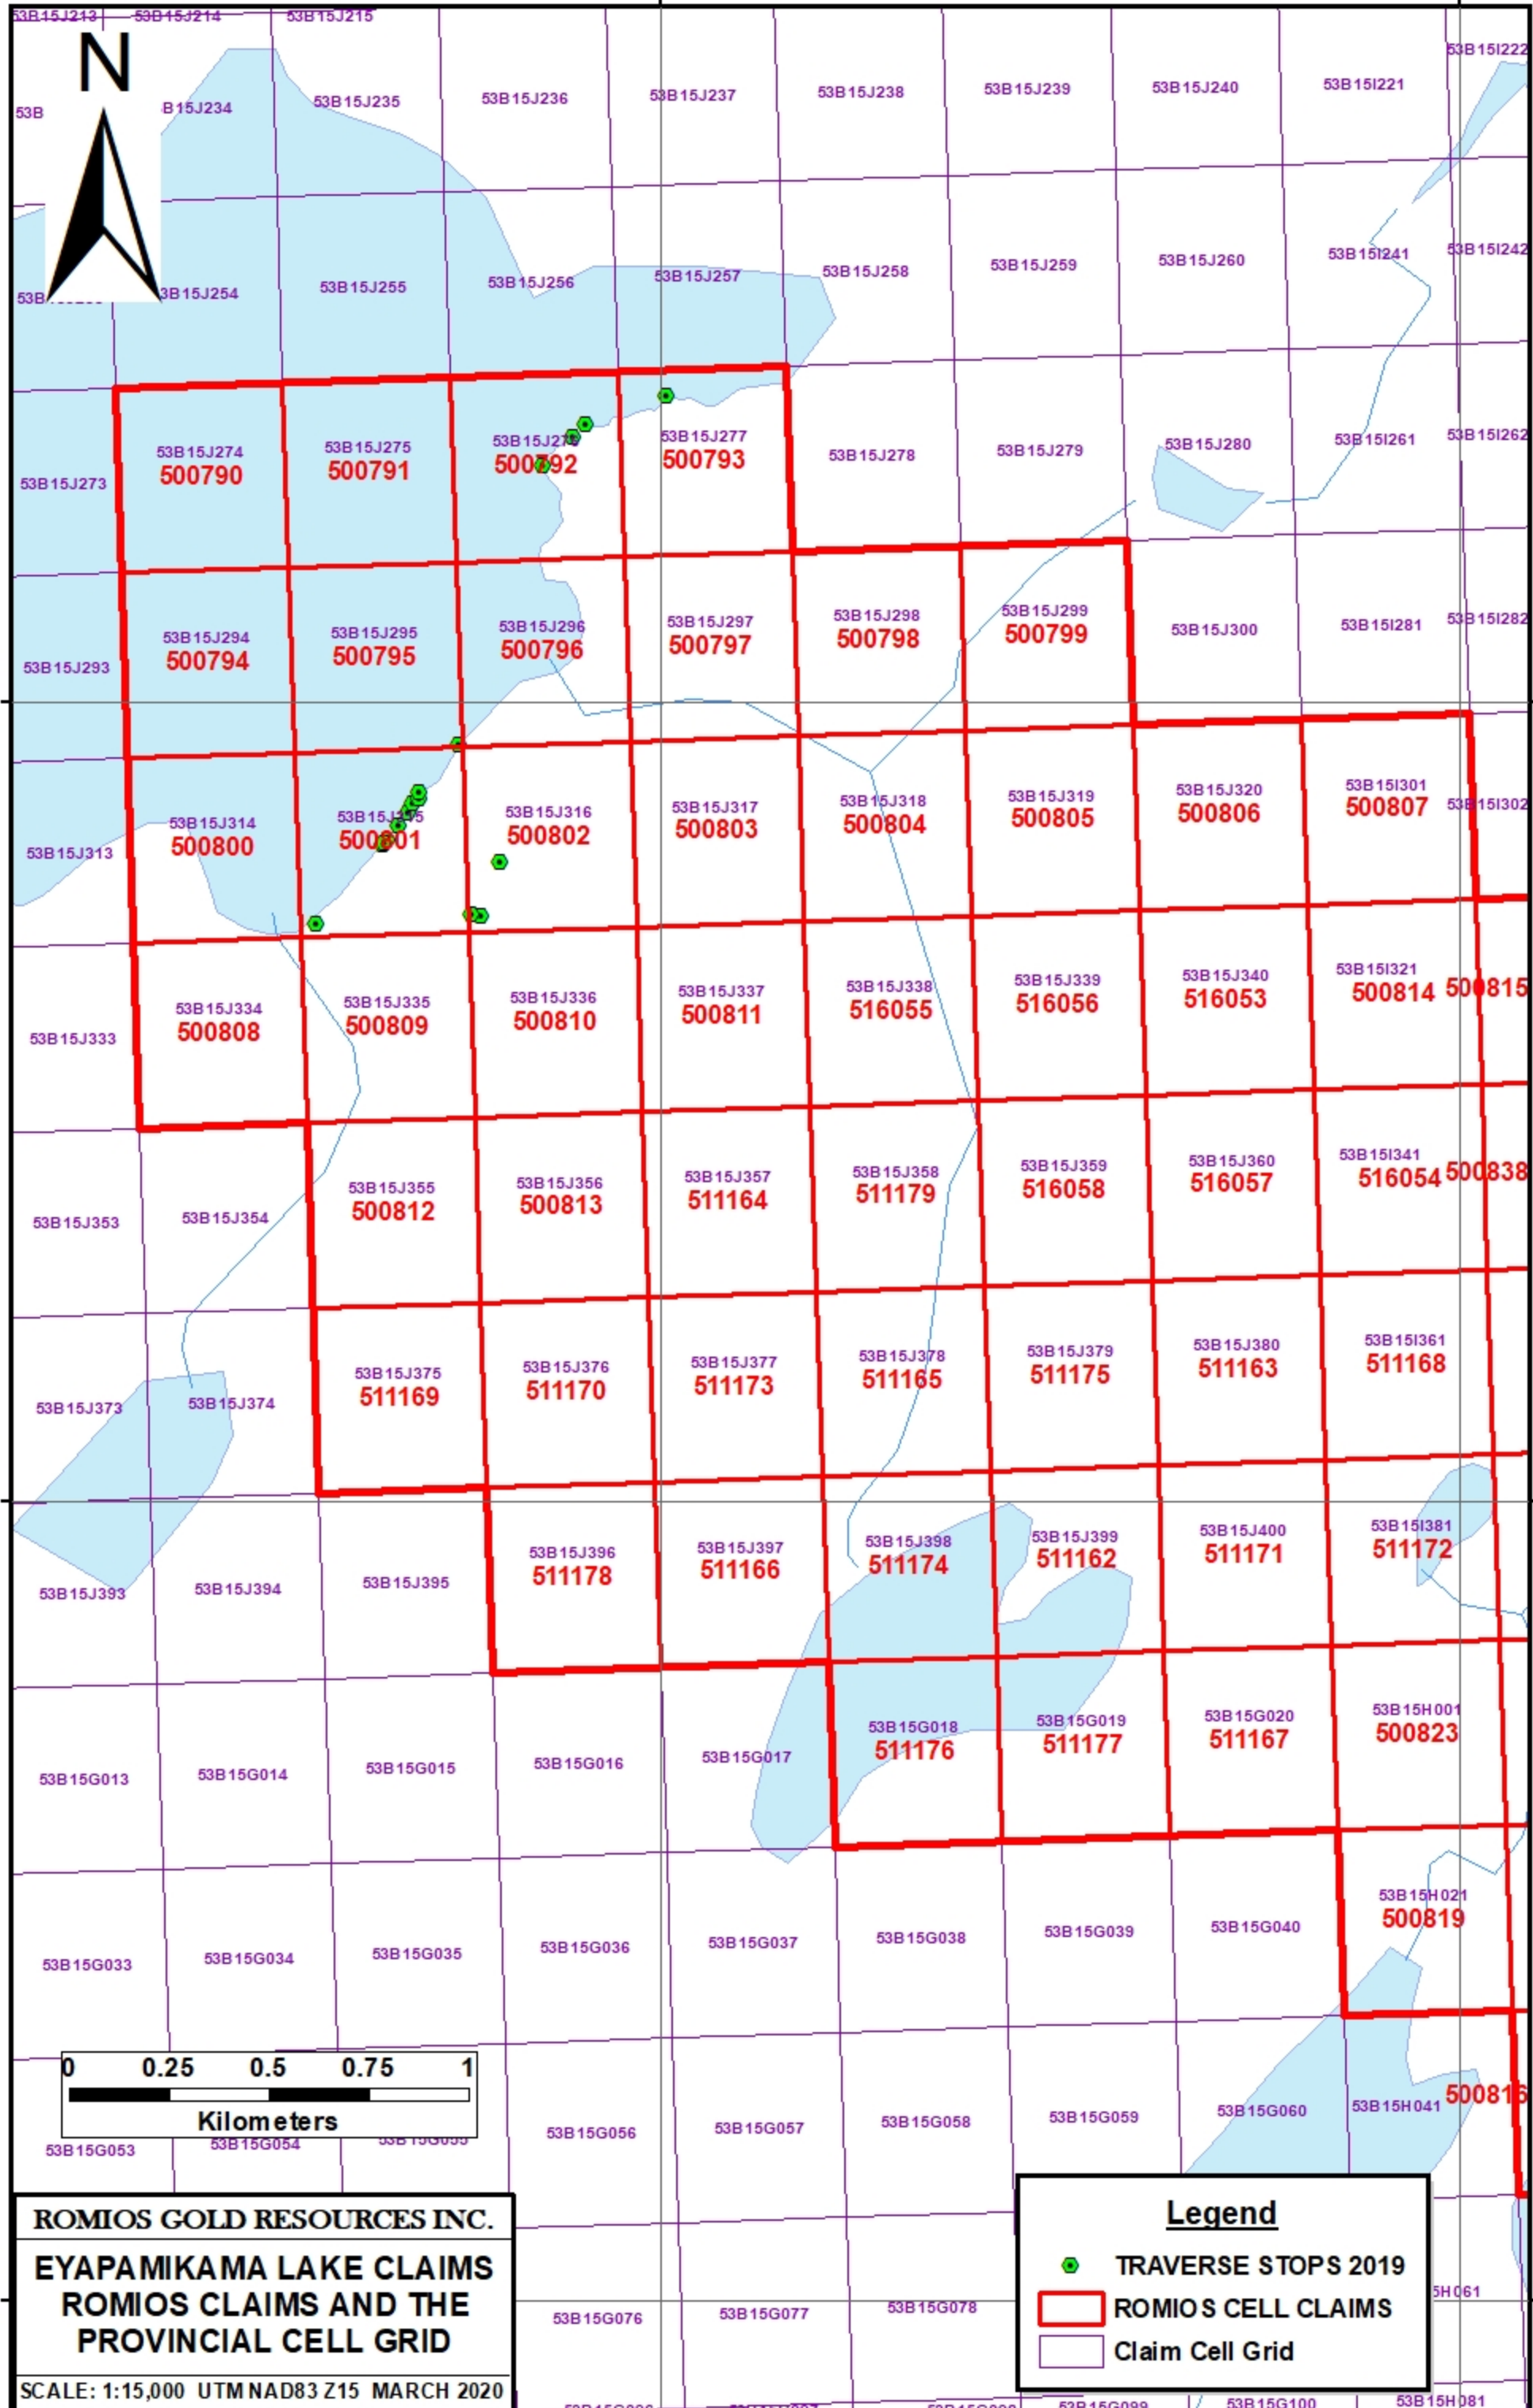 53B15J213 53B15J214 53B15J215
N
53B15I222
B15J234 53B15J235 53B15J236 53B15J237 53B15J238 53B15J239 53B15J240 53B15I221
53B
B15J254 53B15J255 53B15J256 53B15J257 53B15J258 53B15J259 53B15J260 53B15I241 53B15I242
53B15J273 53B15J274 53B15J275 53B15J277 53B15J278 53B15J279 53B15J280 53B15I261 53B15I262
500790 500791 500792 500793
53B15J293 53B15J294 53B15J295 53B15J296 53B15J297 53B15J298 53B15J299 53B15J300 53B15I281 53B15I282
500794 500795 500796 500797 500798 500799
53B15J313 53B15J314 53B15J316 53B15J317 53B15J318 53B15J319 53B15J320 53B15I301 53B15I302
500800 500801 500802 500803 500804 500805 500806 500807
53B15J333 53B15J334 53B15J335 53B15J336 53B15J337 53B15J338 53B15J339 53B15J340 53B15I321
500808 500809 500810 500811 516055 516056 516053 500814 500815
53B15J353 53B15J354 53B15J355 53B15J356 53B15J357 53B15J358 53B15J359 53B15J360 53B15I341
500812 500813 511164 511179 516058 516057 516054 500838
53B15J373 53B15J374 53B15J375 53B15J376 53B15J377 53B15J378 53B15J379 53B15J380 53B15I361
511169 511170 511173 511165 511175 511163 511168
53B15J393 53B15J394 53B15J395 53B15J396 53B15J397 53B15J398 53B15J399 53B15J400 53B15I381
511178 511166 511174 511162 511171 511172
53B15G013 53B15G014 53B15G015 53B15G016 53B15G017 53B15G018 53B15G019 53B15G020 53B15H001
511176 511177 511167 500823
53B15G033 53B15G034 53B15G035 53B15G036 53B15G037 53B15G038 53B15G039 53B15G040 53B15H021
500819
0 0.25 0.5 0.75 1
Kilometers
53B15G053 53B15G054 53B15G055 53B15G056 53B15G057 53B15G058 53B15G059 53B15G060 53B15H041
500816
53B15G076 53B15G077 53B15G078 5H061
53B15G099 53B15G100 53B15H081
ROMIOS GOLD RESOURCES INC.
EYAPAMIKAMA LAKE CLAIMS
ROMIOS CLAIMS AND THE
PROVINCIAL CELL GRID
SCALE: 1:15,000 UTM NAD83 Z15 MARCH 2020
Legend
TRAVERSE STOPS 2019
ROMIOS CELL CLAIMS
Claim Cell Grid